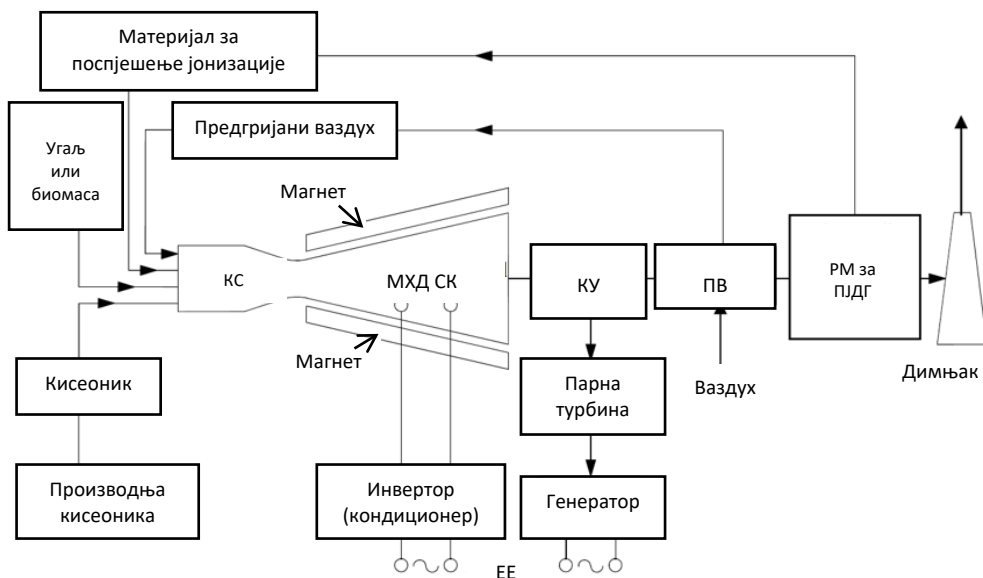 Материјал за
поспјешење јонизације
Предгријани ваздух
Угаљ
или
биомаса
Магнет
КС
МХД СК
КУ
ПВ
РМ за
ПЈДГ
Магнет
Кисеоник
Парна
турбина
Ваздух
Димњак
Производња
кисеоника
Инвертор
(кондиционер)
Генератор
ЕЕ